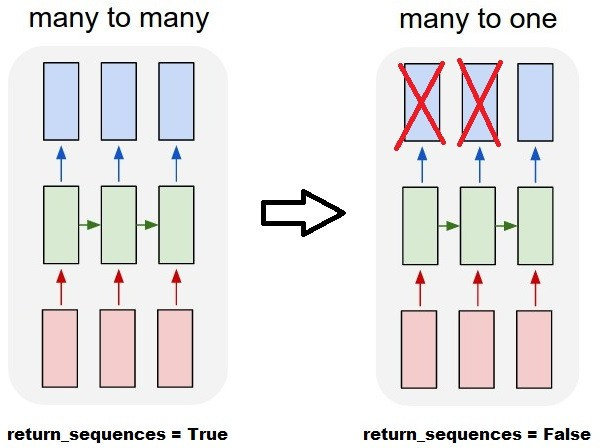 many to many
many to one
return_sequences = True
return_sequences = False